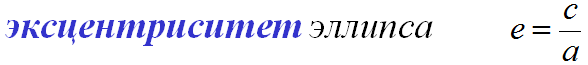 эксцентриситет эллипса e = c/a